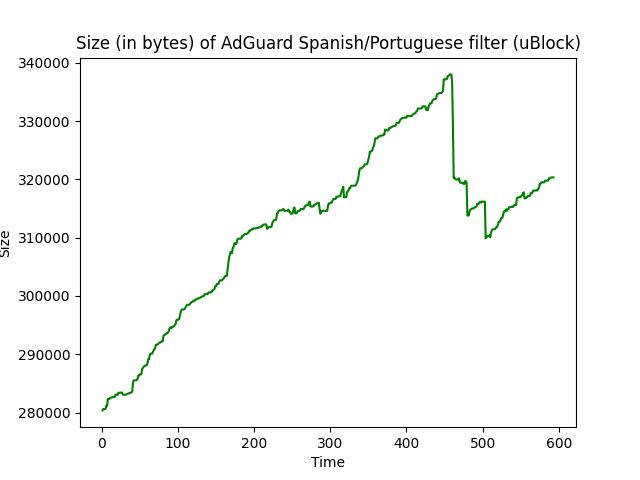 Size (in bytes) of AdGuard Spanish/Portuguese filter (uBlock)
340000
330000
320000
310000
300000
290000
280000
Size
0 100 200 300 400 500 600
Time